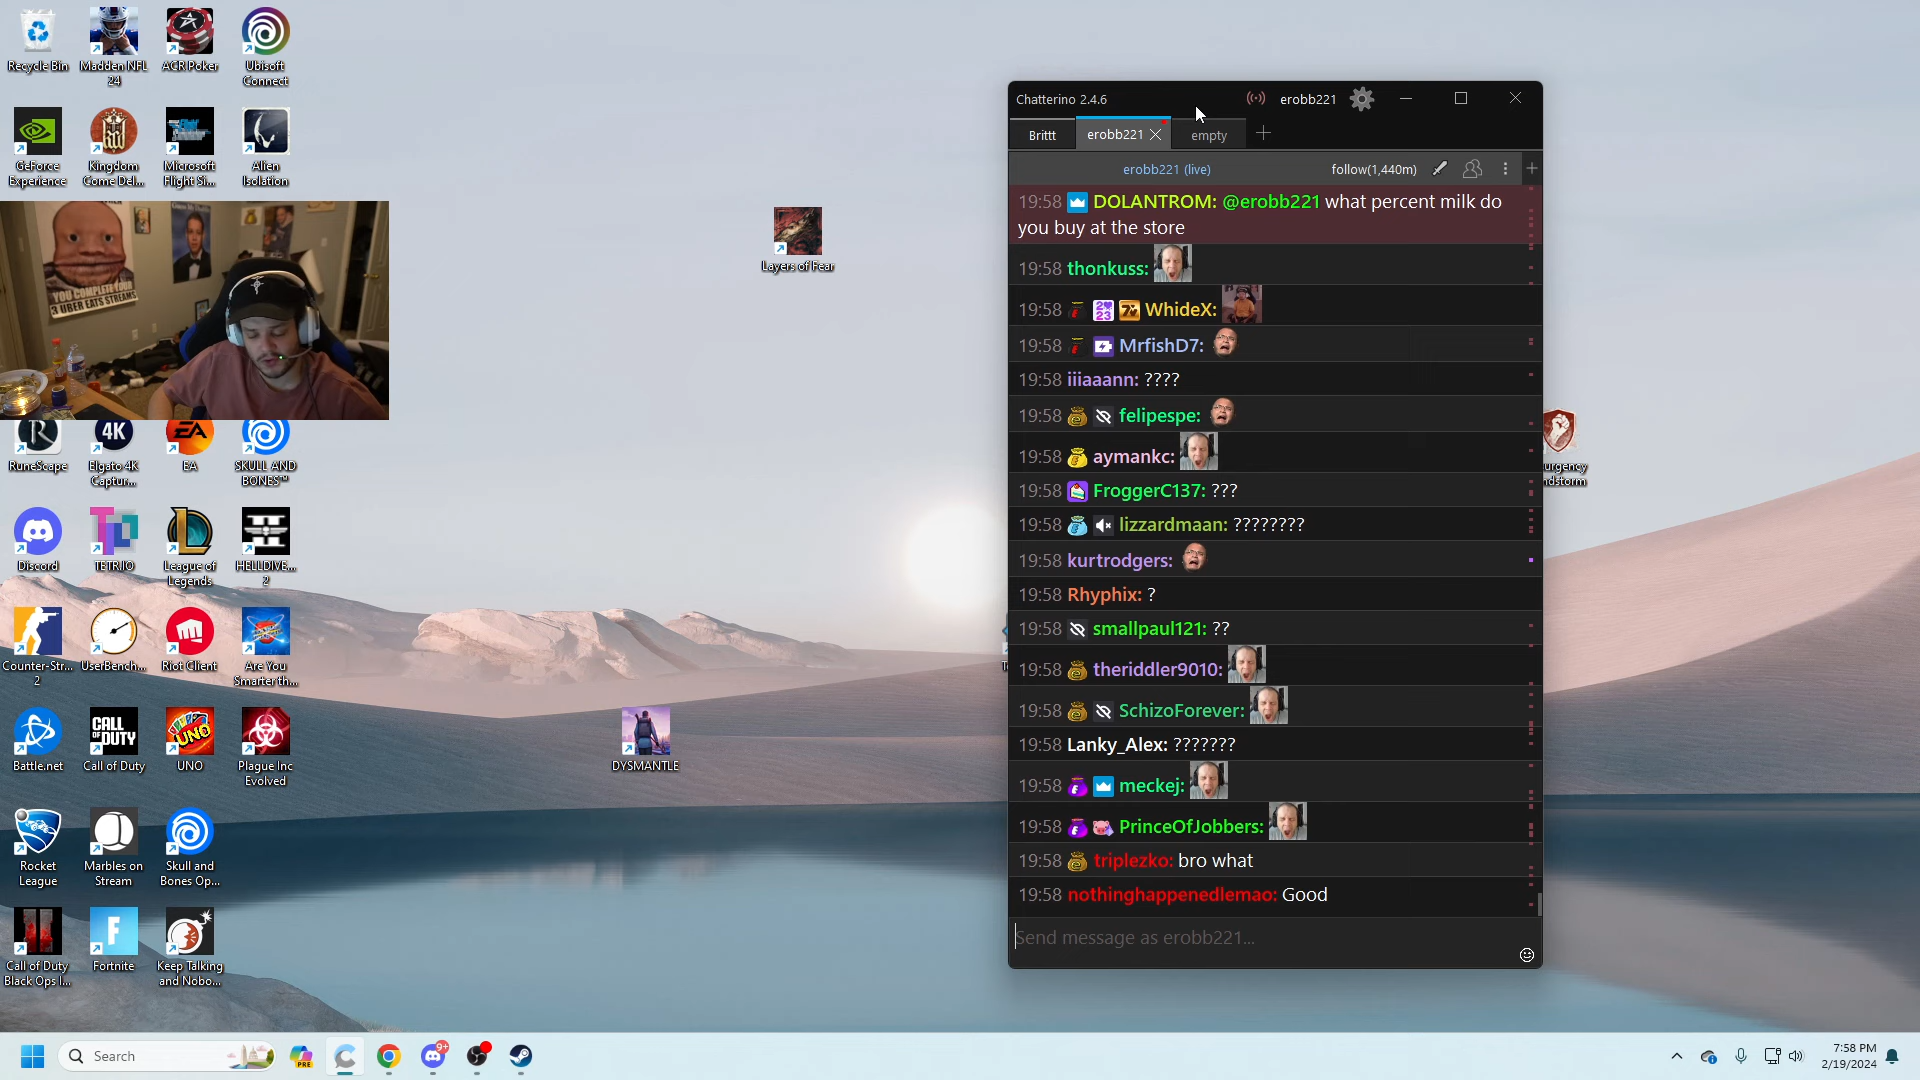 Recycle Bin
Madden NFL
24
ACR Poker
Ubisoft
Connect
GeForce
Experience
Kingdom
Come Del...
Microsoft
Flight Si...
Alien
Isolation
YOU COMPLETE YOUR
3 UBER EATS STREAMS
RuneScape
Elgato 4K
Captur...
EA
SKULL AND
BONES™
Discord
TETR.IO
League of
Legends
HELLDIVE...
2
Counter-Str...
2
UserBench...
Riot Client
Are You
Smarter th...
Battle.net
Call of Duty
UNO
Plague Inc
Evolved
Rocket
League
Marbles on
Stream
Skull and
Bones Op...
Call of Duty
Black Ops I...
Fortnite
Keep Talking
and Nobo...
Layers of Fear
DYSMANTLE
urgency
ndstorm
Chatterino 2.4.6
erobb221
Brittt
erobb221
empty
erobb221 (live)
follow(1,440m)
19:58 DOLANTROM: @erobb221 what percent milk do
you buy at the store
19:58 thonkuss:
19:58 WhideX:
19:58 MrfishD7:
19:58 iiiaaann: ????
19:58 felipespe:
19:58 aymankc:
19:58 FroggerC137: ???
19:58 lizzardmaan: ????????
19:58 kurtrodgers:
19:58 Rhyphix: ?
19:58 smallpaul121: ??
19:58 theriddler9010:
19:58 SchizoForever:
19:58 Lanky_Alex: ???????
19:58 meckej:
19:58 PrinceOfJobbers:
19:58 triplezko: bro what
19:58 nothinghappenedlemao: Good
Send message as erobb221...
Search
PRE
9+
7:58 PM
2/19/2024